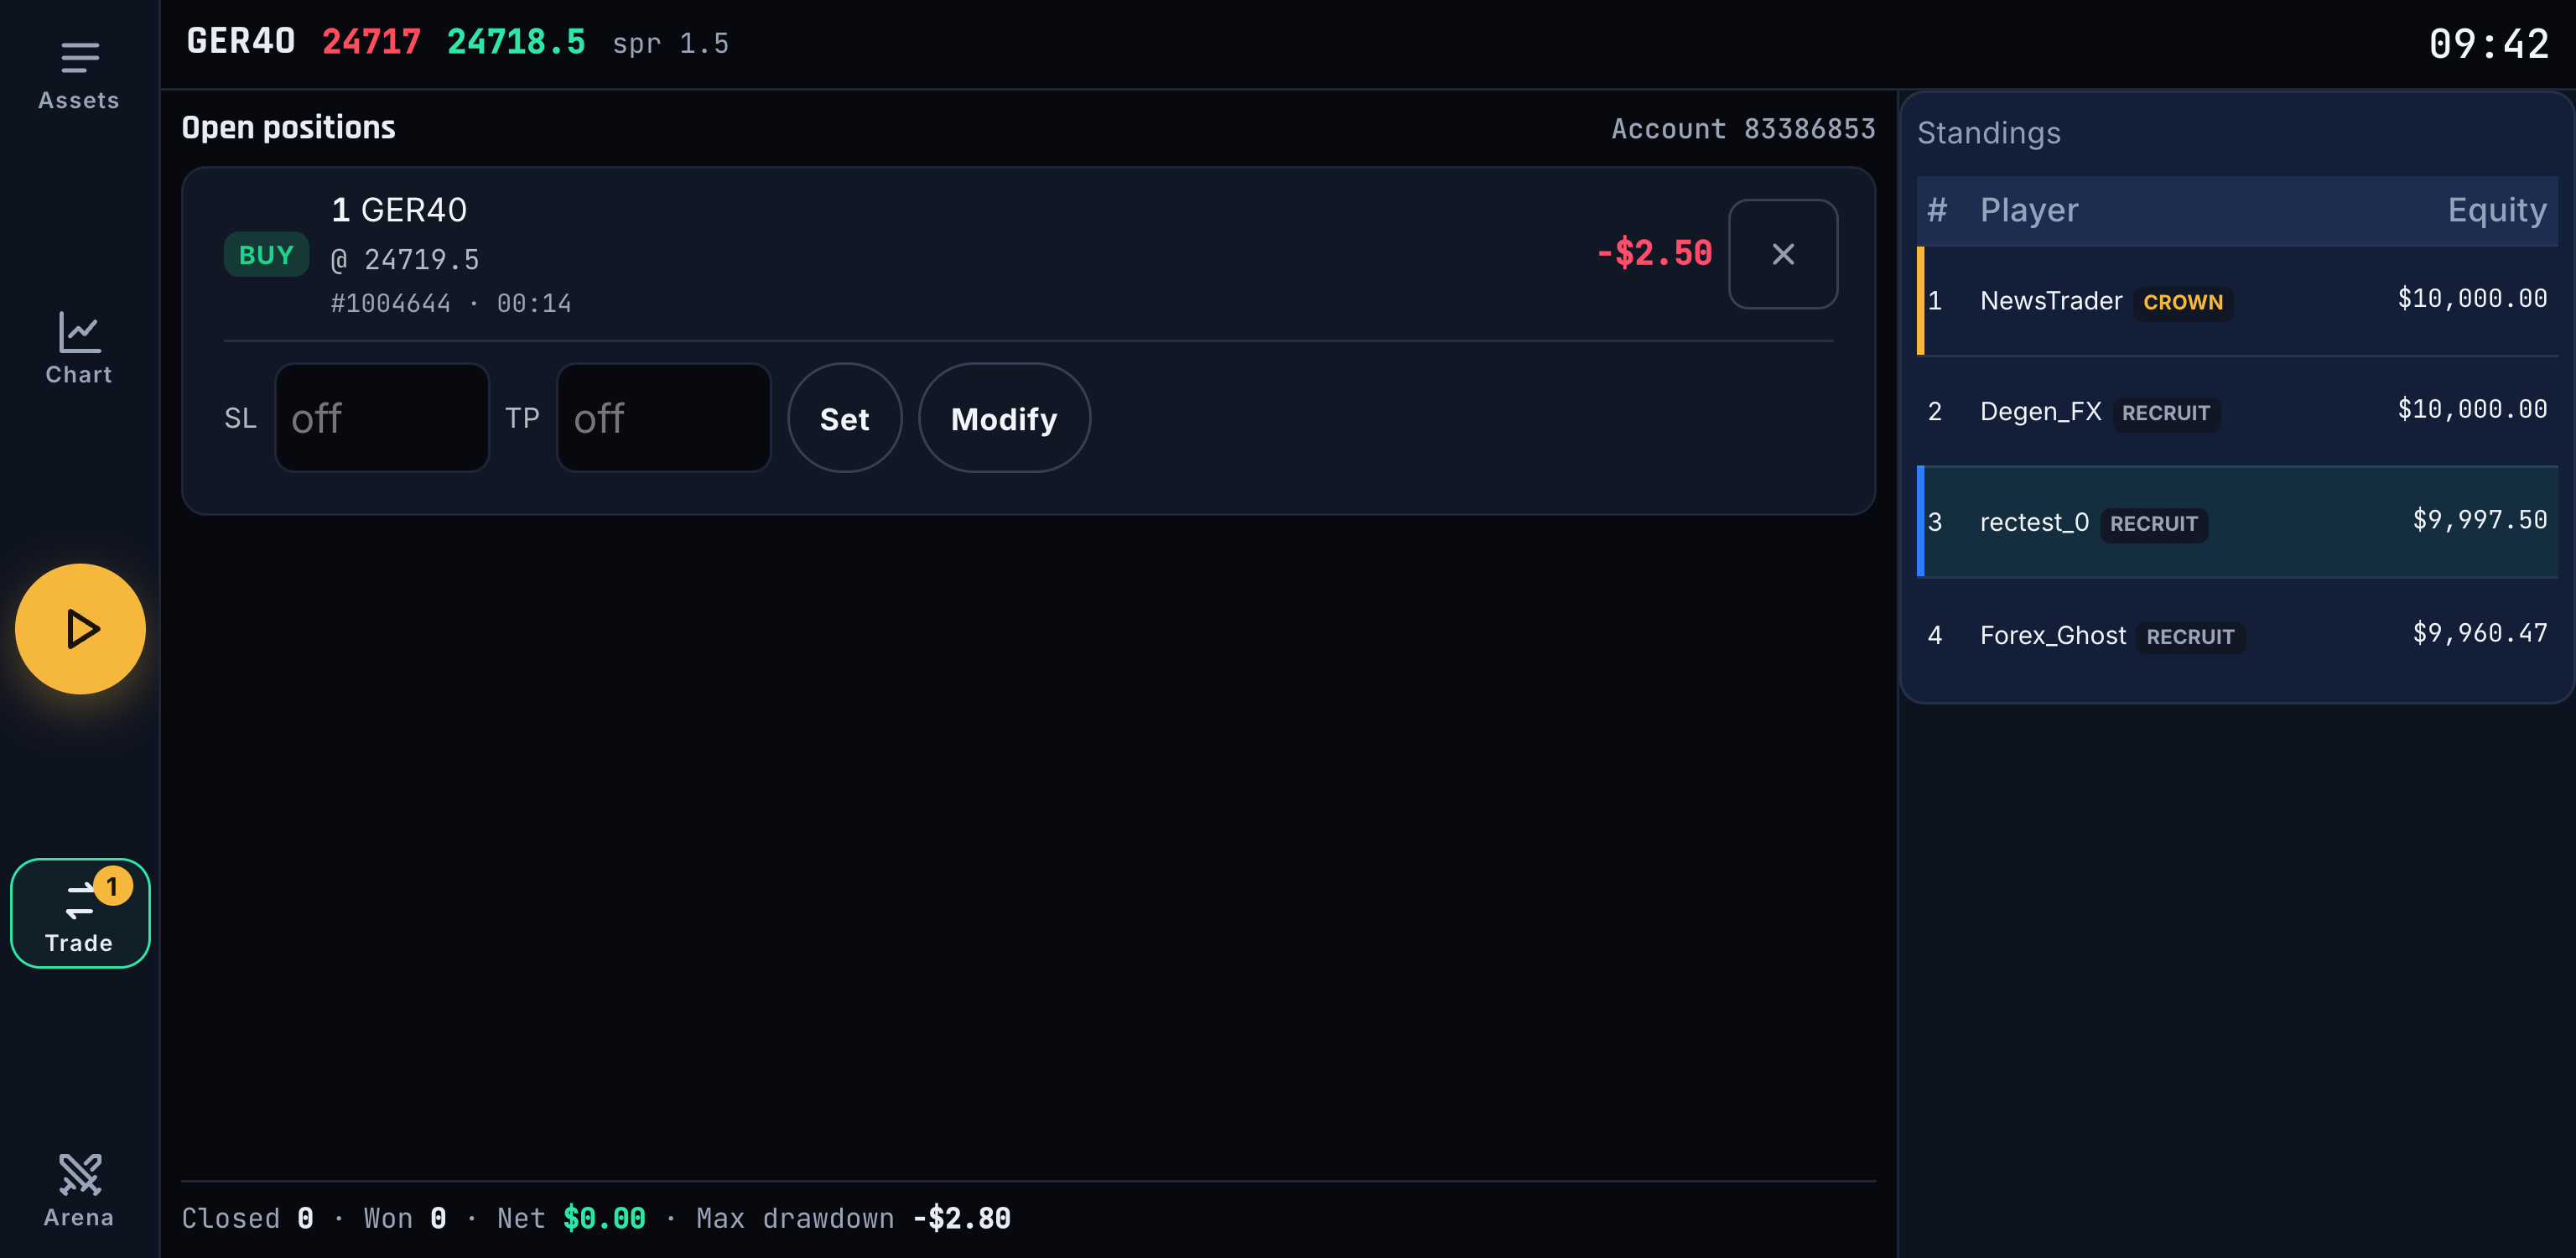 GER40 24717 24718.5 spr 1.5
09:42
Assets
Chart
1
Trade
Arena
Open positions
Account 83386853
BUY
1 GER40
@ 24719.5
#1004644 · 00:14
-$2.50
SL off TP off Set Modify
Closed 0 · Won 0 · Net $0.00 · Max drawdown -$2.80
Standings
# Player Equity
1 NewsTrader CROWN $10,000.00
2 Degen_FX RECRUIT $10,000.00
3 rectest_0 RECRUIT $9,997.50
4 Forex_Ghost RECRUIT $9,960.47